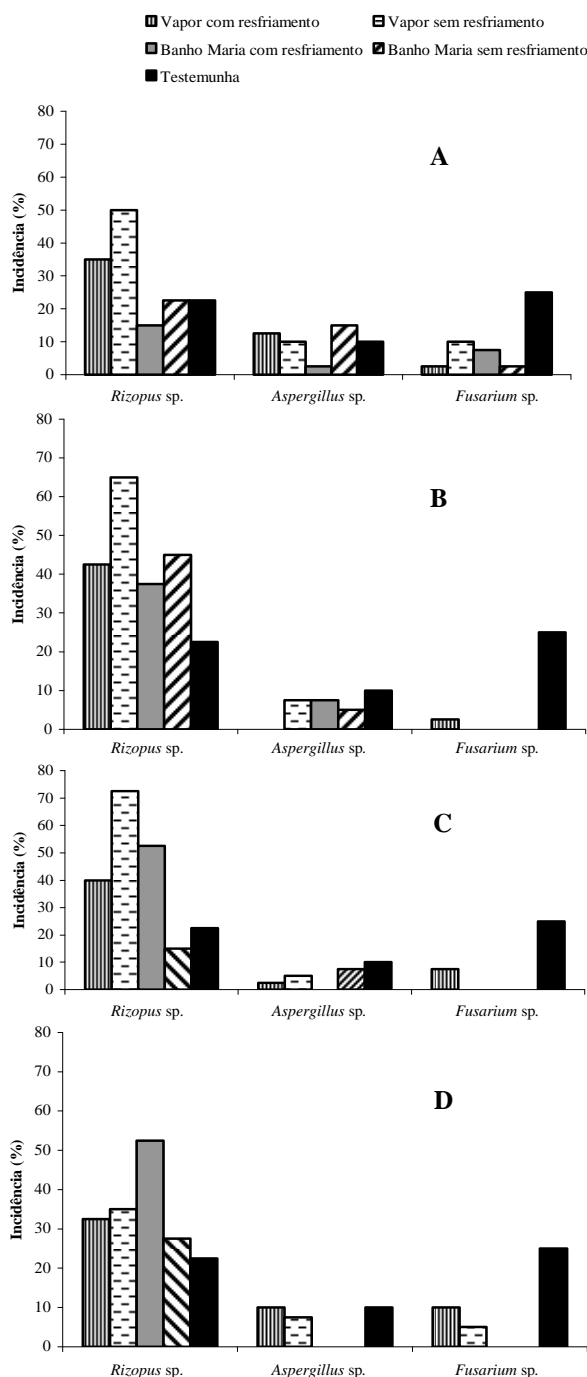 Vapor com resfriamento Vapor sem resfriamento
Banho Maria com resfriamento Banho Maria sem resfriamento
Testemunha
80
70
60
50
40
30
20
10
0
Incidência (%)
A
Rizopus sp. Aspergillus sp. Fusarium sp.
80
70
60
50
40
30
20
10
0
Incidência (%)
B
Rizopus sp. Aspergillus sp. Fusarium sp.
80
70
60
50
40
30
20
10
0
Incidência (%)
C
Rizopus sp. Aspergillus sp. Fusarium sp.
80
70
60
50
40
30
20
10
0
Incidência (%)
D
Rizopus sp. Aspergillus sp. Fusarium sp.